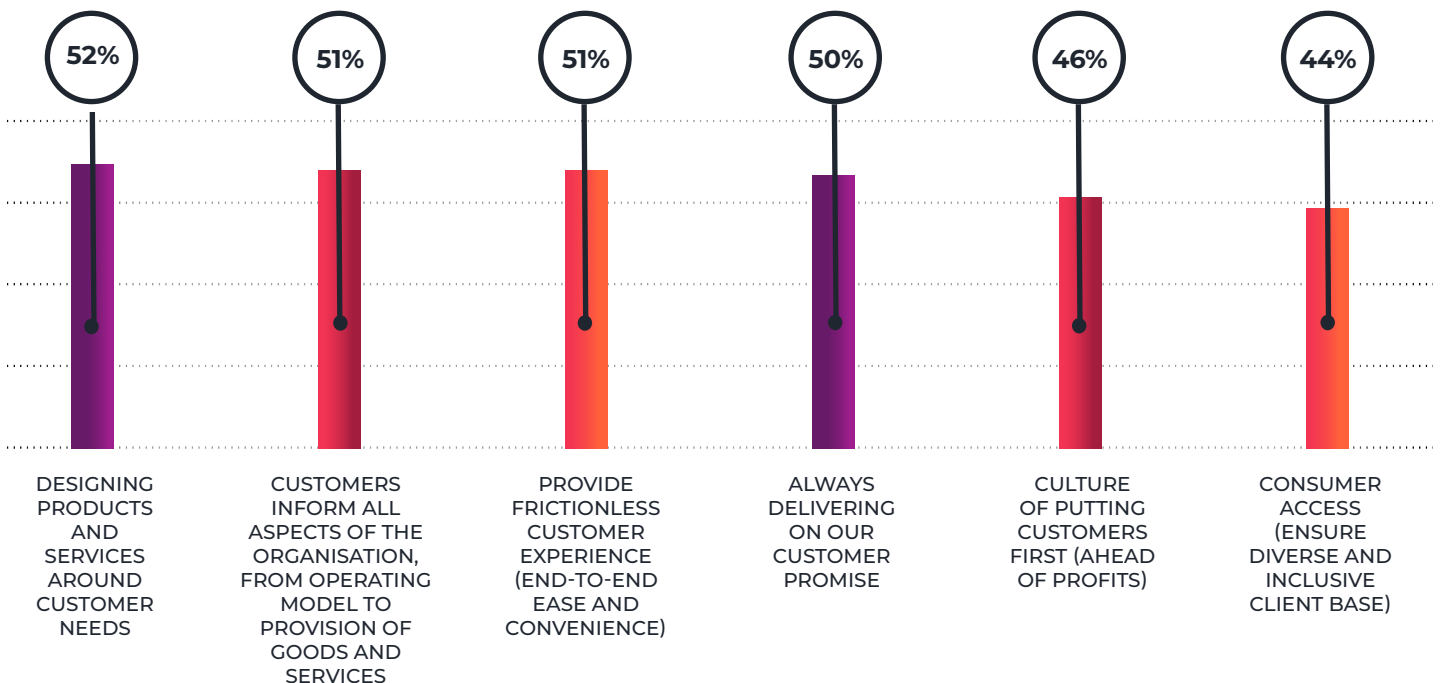 52%
51%
51%
50%
46%
44%
DESIGNING
PRODUCTS
AND
SERVICES
AROUND
CUSTOMER
NEEDS
CUSTOMERS
INFORM ALL
ASPECTS OF THE
ORGANISATION,
FROM OPERATING
MODEL TO
PROVISION OF
GOODS AND
SERVICES
PROVIDE
FRICTIONLESS
CUSTOMER
EXPERIENCE
(END-TO-END
EASE AND
CONVENIENCE)
ALWAYS
DELIVERING
ON OUR
CUSTOMER
PROMISE
CULTURE
OF PUTTING
CUSTOMERS
FIRST (AHEAD
OF PROFITS)
CONSUMER
ACCESS
(ENSURE
DIVERSE AND
INCLUSIVE
CLIENT BASE)